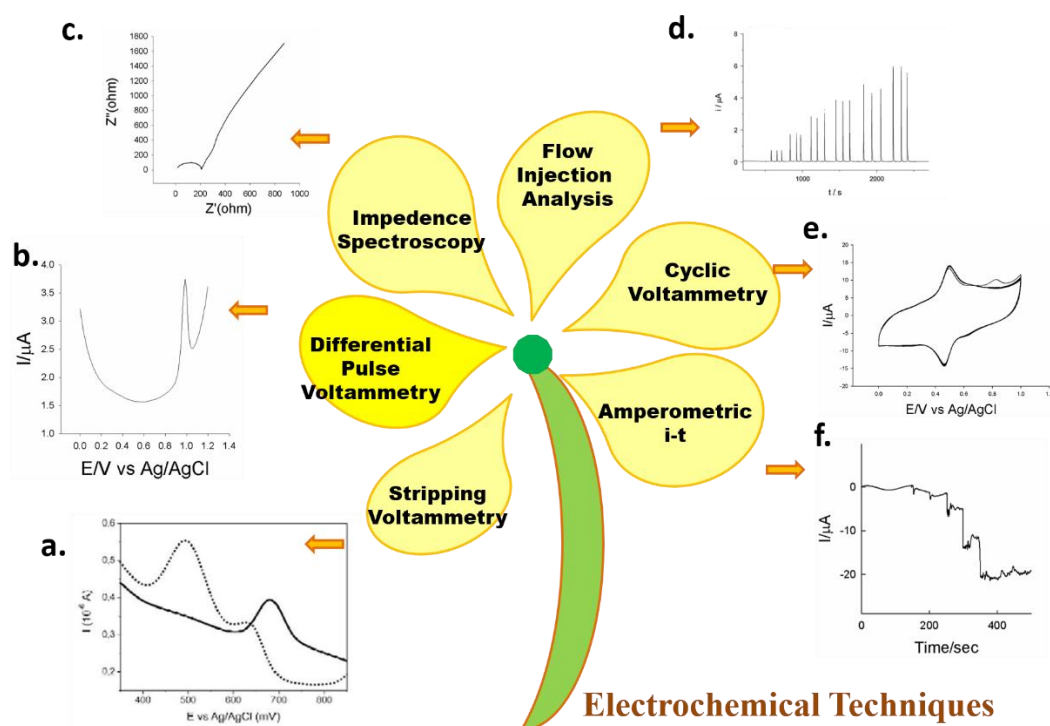 c.
Z''(ohm)
1800
1600
1400
1200
1000
800
600
400
200
0
0 200 400 600 800 1000
Z'(ohm)
d.
i / µA
8
6
4
2
0
1000 2000
t / s
Flow
Injection
Analysis
Impedence
Spectroscopy
b.
I/µA
4.0
3.5
3.0
2.5
2.0
1.5
1.0
0.0 0.2 0.4 0.6 0.8 1.0 1.2 1.4
E/V vs Ag/AgCl
Cyclic
Voltammetry
e.
I/µA
20
15
10
5
0
-5
-10
-15
-20
0.0 0.2 0.4 0.6 0.8 1.0 1.
E/V vs Ag/AgCl
Differential
Pulse
Voltammetry
Amperometric
i-t
Stripping
Voltammetry
f.
I/µA
0
-10
-20
0 200 400
Time/sec
a.
I (10⁻⁶ A)
0,6
0,5
0,4
0,3
0,2
400 500 600 700 800
E vs Ag/AgCl (mV)
Electrochemical Techniques